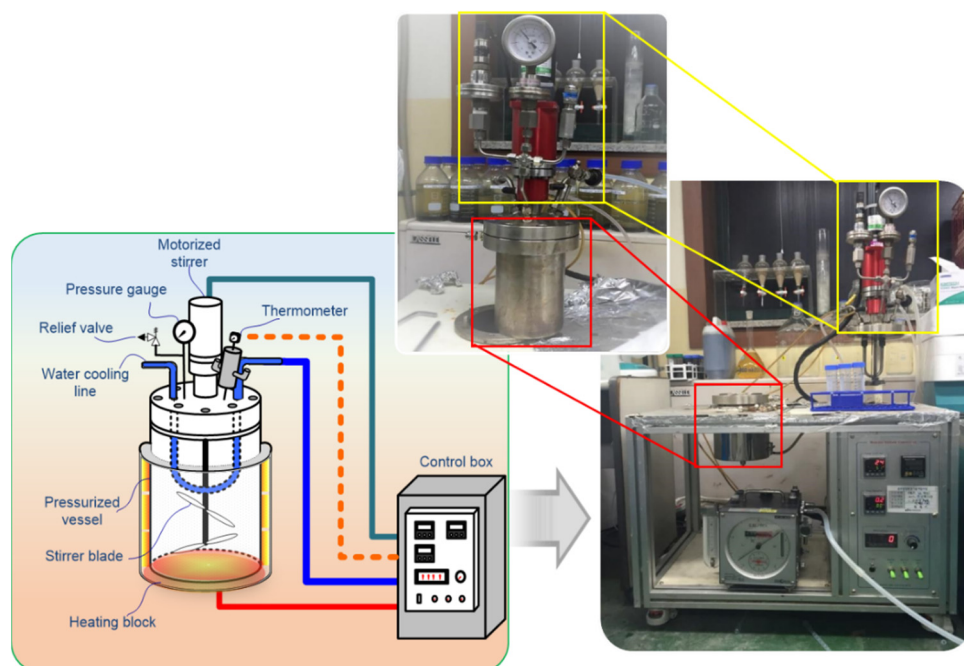 Motorized
stirrer
Pressure gauge
Thermometer
Relief valve
Water cooling
line
Control box
Pressurized
vessel
Stirrer blade
Heating block